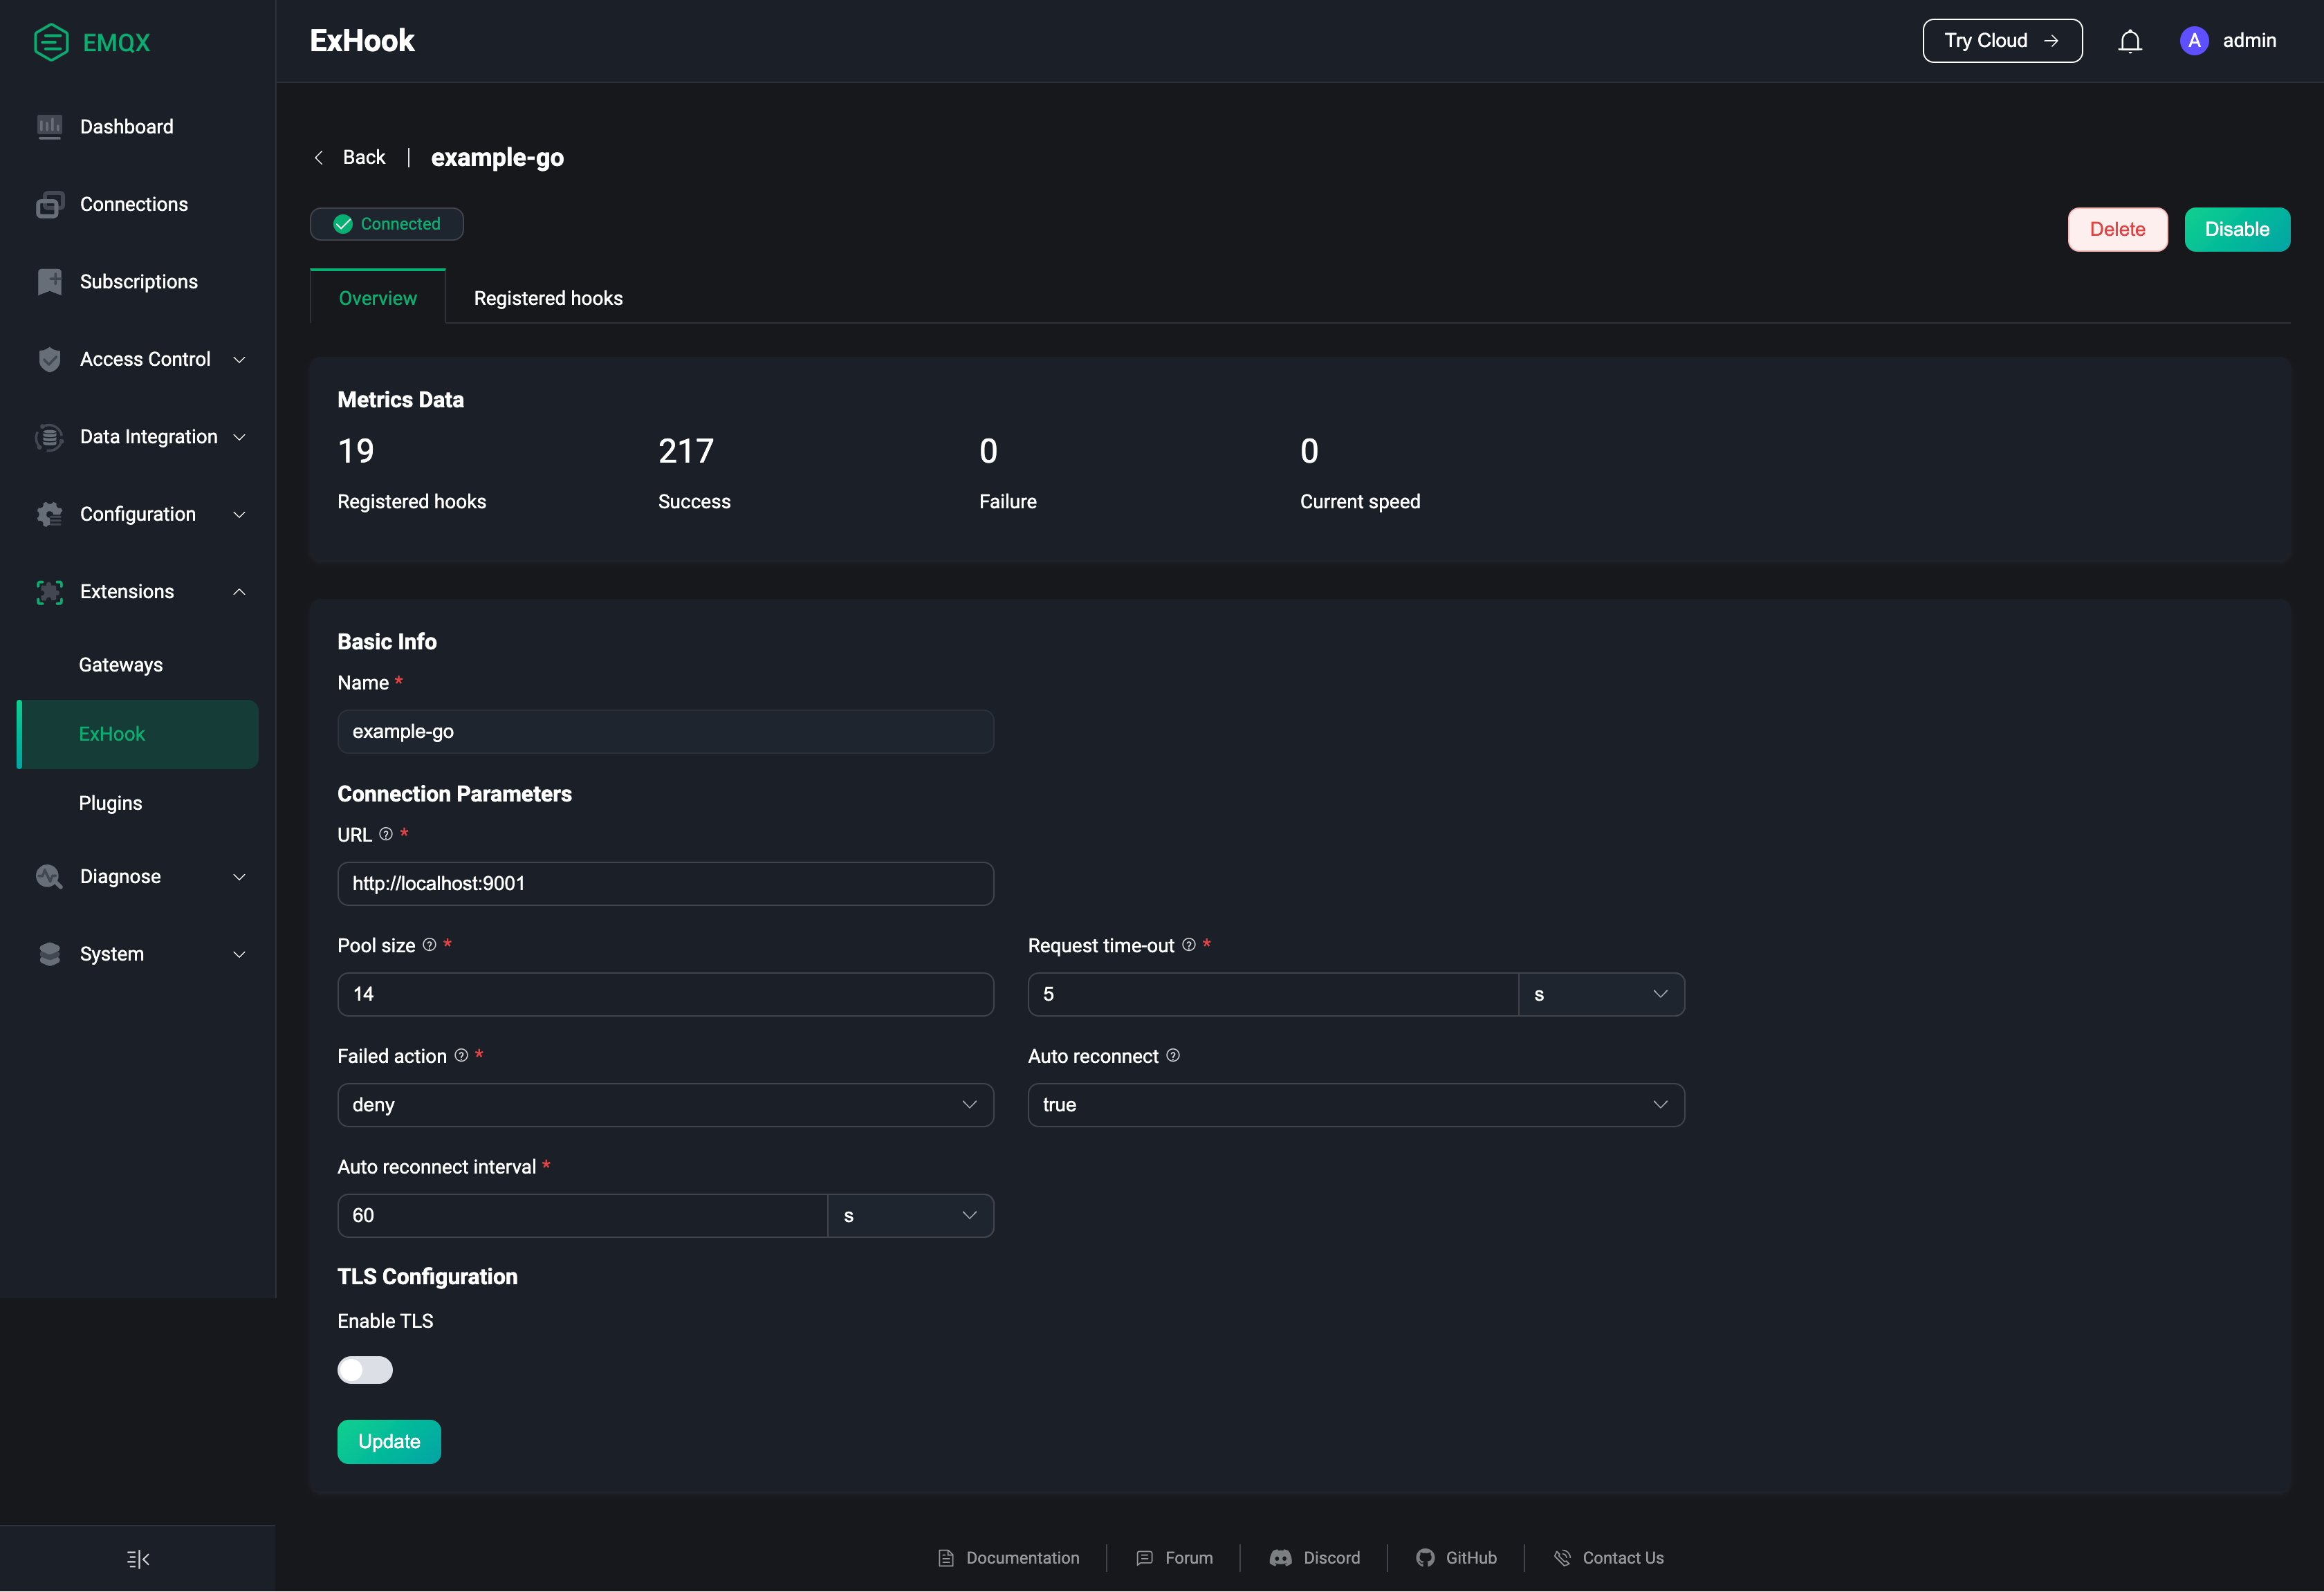 EMQX
ExHook
Try Cloud
A admin
Dashboard
Connections
Subscriptions
Access Control
Data Integration
Configuration
Extensions
Gateways
ExHook
Plugins
Diagnose
System
Back | example-go
Connected
Delete
Disable
Overview
Registered hooks
Metrics Data
19
217
0
0
Registered hooks
Success
Failure
Current speed
Basic Info
Name *
example-go
Connection Parameters
URL ? *
http://localhost:9001
Pool size ? *
Request time-out ? *
14
5
s
Failed action ? *
Auto reconnect ?
deny
true
Auto reconnect interval *
60
s
TLS Configuration
Enable TLS
Update
Documentation
Forum
Discord
GitHub
Contact Us